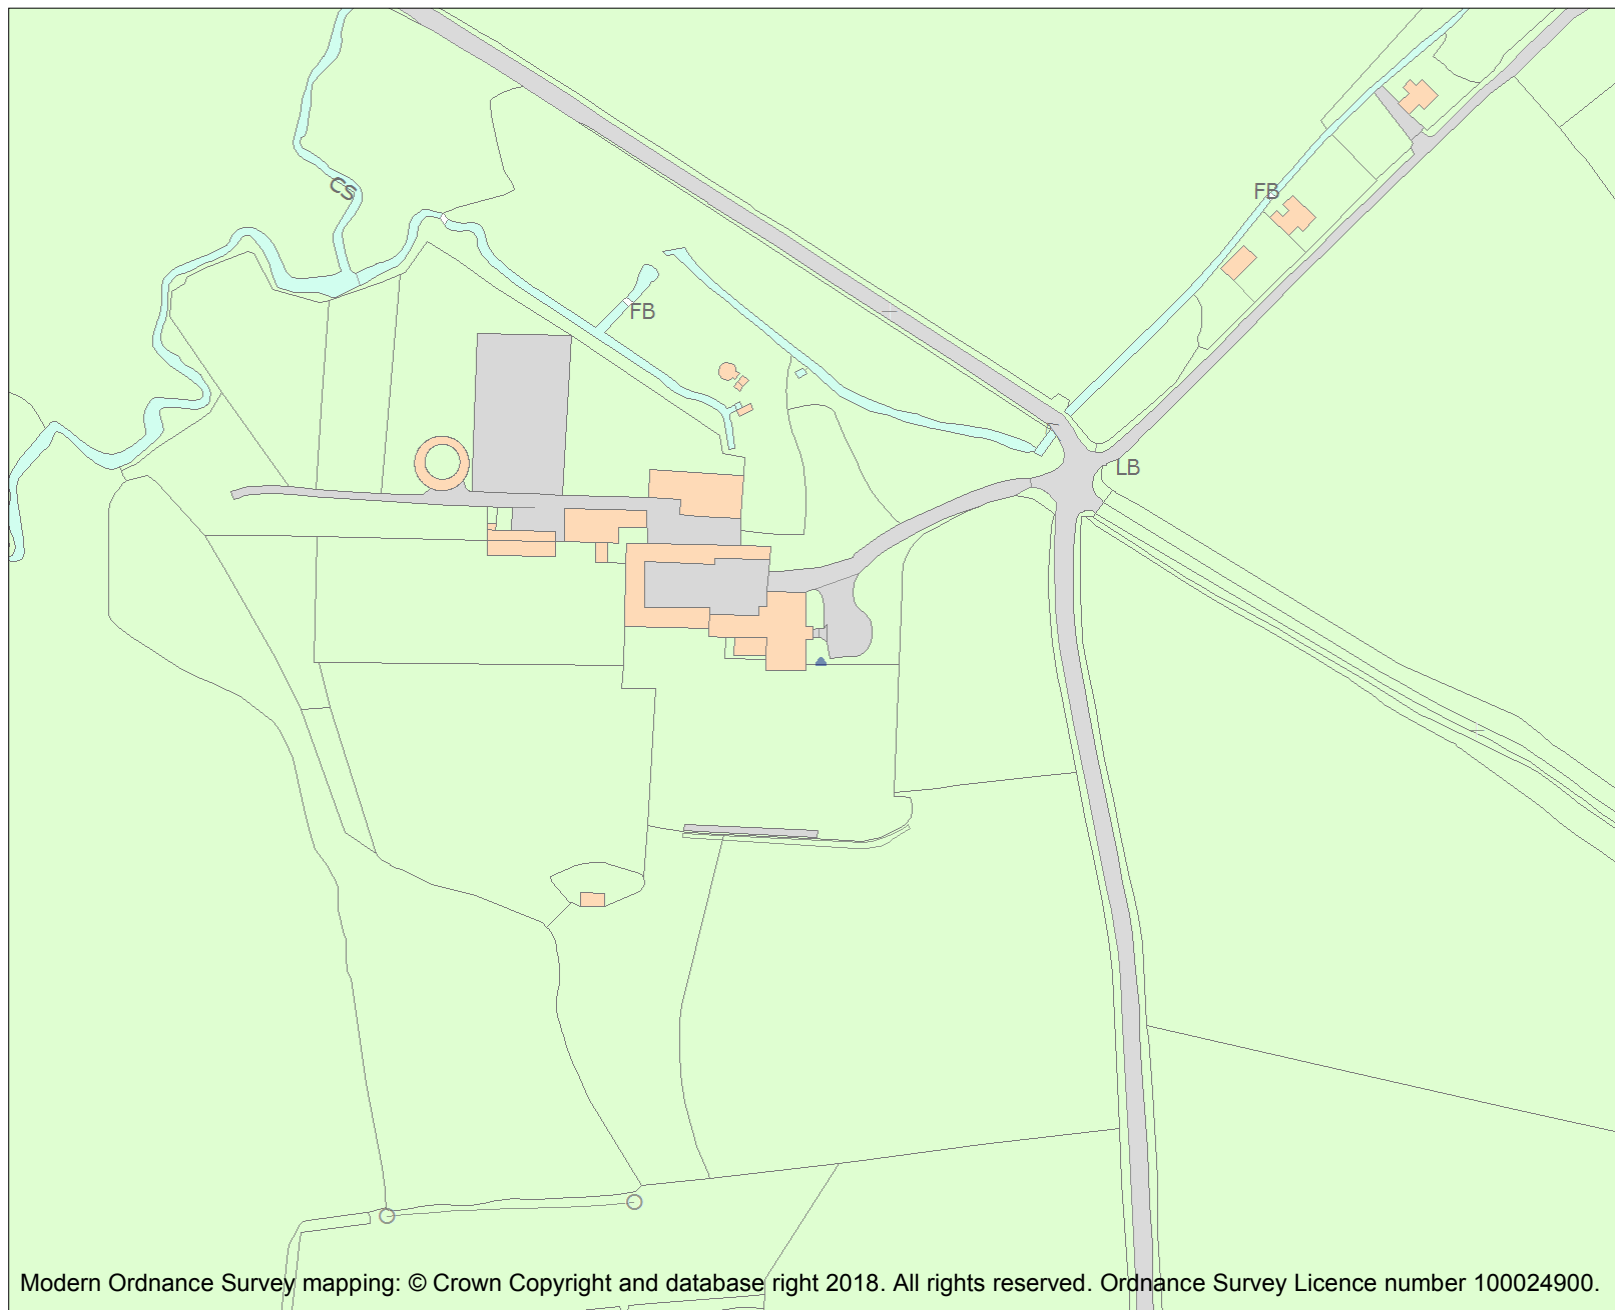 CS
FB
FB
LB
Modern Ordnance Survey mapping: © Crown Copyright and database right 2018. All rights reserved. Ordnance Survey Licence number 100024900.